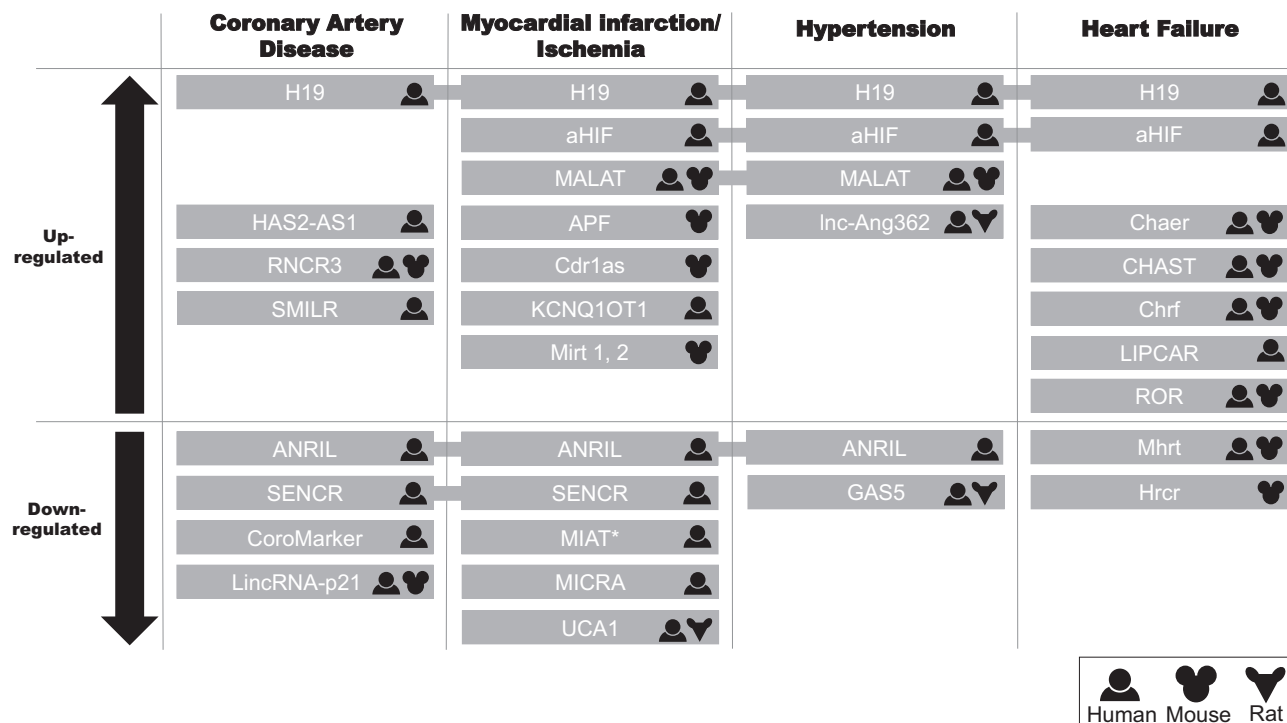 Coronary Artery Disease
Myocardial infarction/ Ischemia
Hypertension
Heart Failure
Up-
regulated
H19 H19 H19 H19
aHIF aHIF aHIF
MALAT MALAT
HAS2-AS1 APF lnc-Ang362 Chaer
RNCR3 Cdr1as CHAST
SMILR KCNQ1OT1 Chrf
Mirt 1, 2 LIPCAR
ROR
Down-
regulated
ANRIL ANRIL ANRIL Mhrt
SENCR SENCR GAS5 Hrcr
CoroMarker MIAT*
LincRNA-p21 MICRA
UCA1
Human Mouse Rat